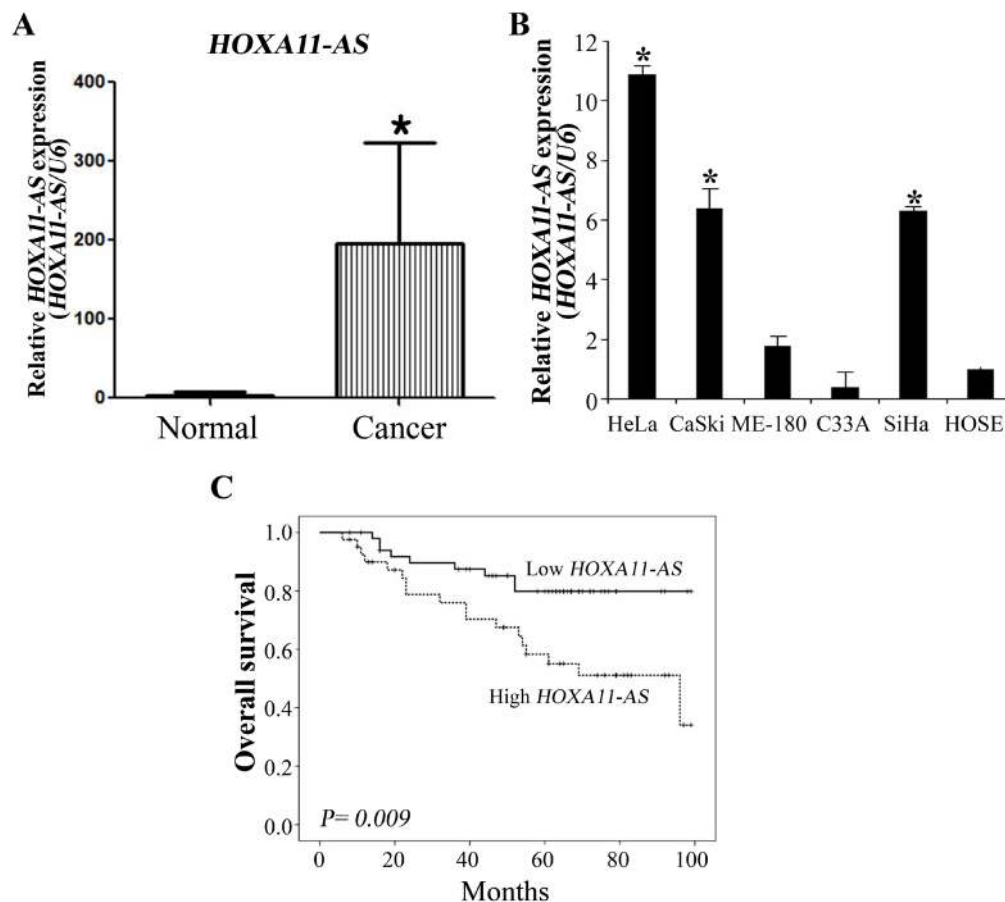 A
HOXA11-AS
Relative HOXA11-AS expression
(HOXA11-AS/U6)
400
300
200
100
0
*
Normal Cancer
B
Relative HOXA11-AS expression
(HOXA11-AS/U6)
12
10
8
6
4
2
0
* * *
HeLa CaSki ME-180 C33A SiHa HOSE
C
Overall survival
1.0
0.8
0.6
0.4
0.2
0.0
Low HOXA11-AS
High HOXA11-AS
P= 0.009
0 20 40 60 80 100
Months